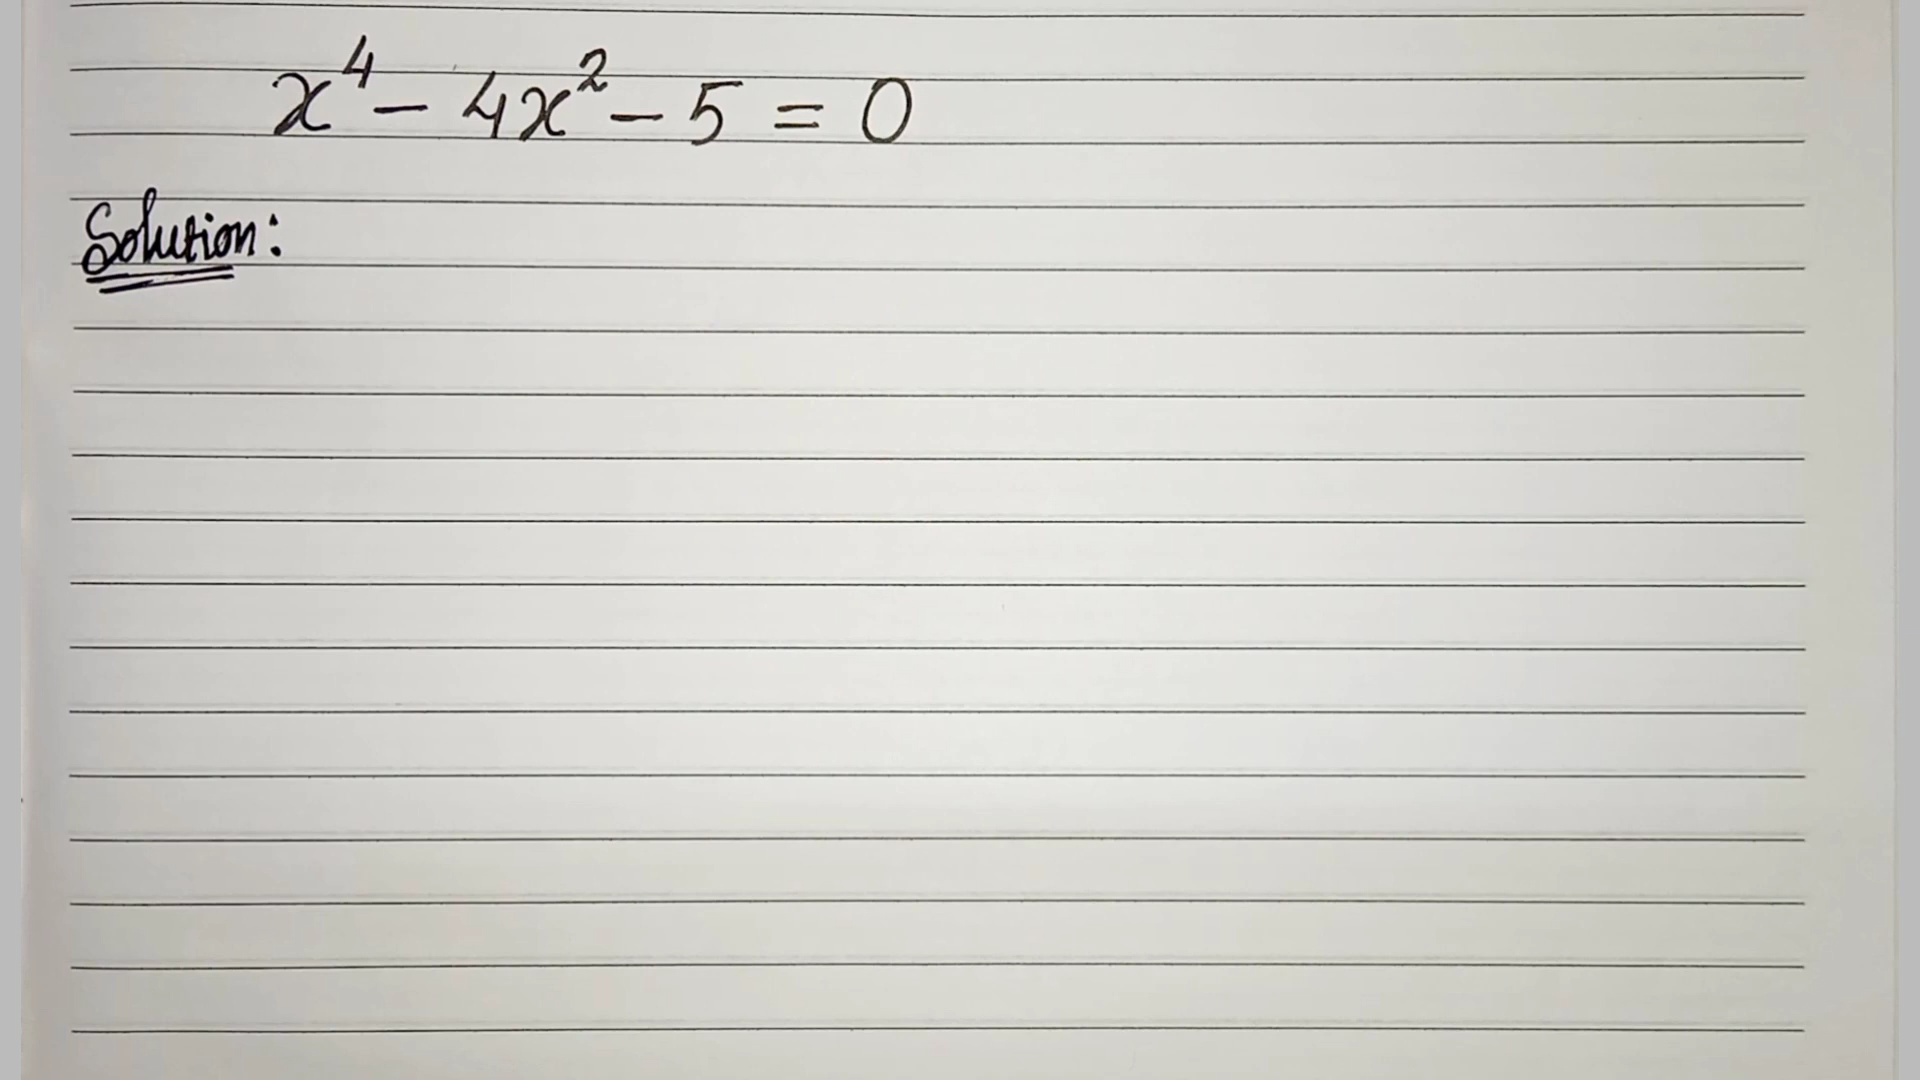 x⁴ - 4x² - 5 = 0
Solution: